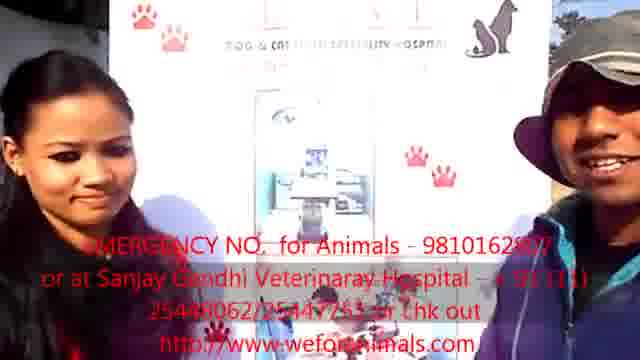 DOG & CAT MULTI SPECIALITY HOSPITAL
EMERGENCY NO. for Animals -
or at Sanjay Gandhi Veterinaray Hospital - + 91 (11)
25448062/25447751 or chk out
http://www.weforanimals.com